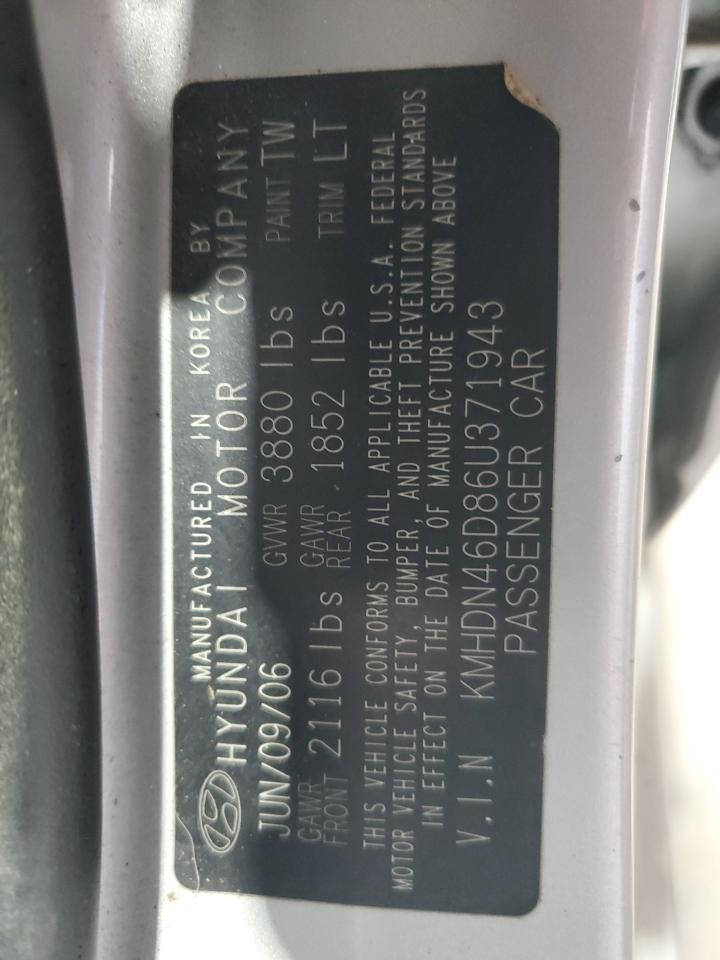 MANUFACTURED IN KOREA BY
HYUNDAI MOTOR COMPANY
JUN/09/06 GVWR 3880 lbs PAINT TW
GAWR FRONT 2116 lbs GAWR REAR 1852 lbs TRIM LT
THIS VEHICLE CONFORMS TO ALL APPLICABLE U.S.A. FEDERAL
MOTOR VEHICLE SAFETY, BUMPER, AND THEFT PREVENTION STANDARDS
IN EFFECT ON THE DATE OF MANUFACTURE SHOWN ABOVE
V.I.N KMHDN46D86U371943
PASSENGER CAR